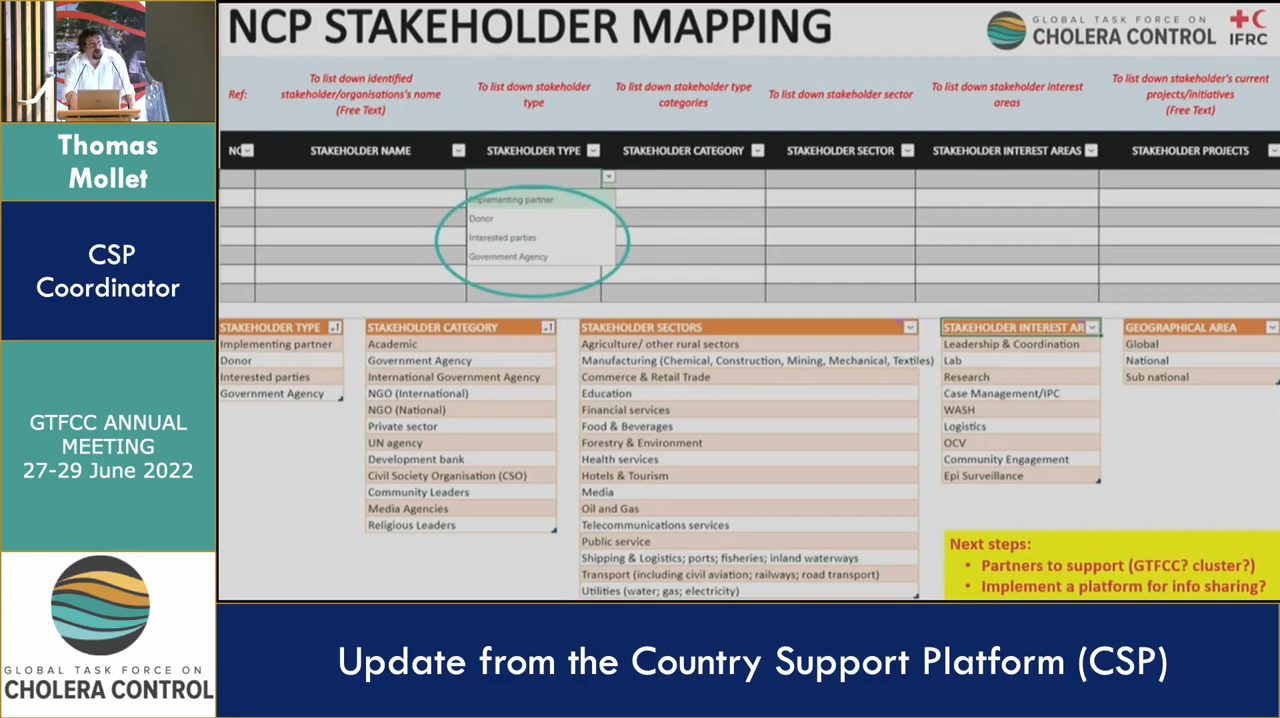 NCP STAKEHOLDER MAPPING
GLOBAL TASK FORCE ON
CHOLERA CONTROL
IFRC
Ref:
To list down identified
stakeholder/organisations's name
(Free Text)
To list down stakeholder
type
To list down stakeholder type
categories
To list down stakeholder sector
To list down stakeholder interest
areas
To list down stakeholder's current
projects/initiatives
(Free Text)
NO
STAKEHOLDER NAME
STAKEHOLDER TYPE
STAKEHOLDER CATEGORY
STAKEHOLDER SECTOR
STAKEHOLDER INTEREST AREAS
STAKEHOLDER PROJECTS
Implementing partner
Donor
Interested parties
Government Agency
STAKEHOLDER TYPE
Implementing partner
Donor
Interested parties
Government Agency
STAKEHOLDER CATEGORY
Academic
Government Agency
International Government Agency
NGO (International)
NGO (National)
Private sector
UN agency
Development bank
Civil Society Organisation (CSO)
Community Leaders
Media Agencies
Religious Leaders
STAKEHOLDER SECTORS
Agriculture/ other rural sectors
Manufacturing (Chemical, Construction, Mining, Mechanical, Textiles)
Commerce & Retail Trade
Education
Financial services
Food & Beverages
Forestry & Environment
Health services
Hotels & Tourism
Media
Oil and Gas
Telecommunications services
Public service
Shipping & Logistics; ports; fisheries; inland waterways
Transport (including civil aviation; railways; road transport)
Utilities (water; gas; electricity)
STAKEHOLDER INTEREST AR
Leadership & Coordination
Lab
Research
Case Management/IPC
WASH
Logistics
OCV
Community Engagement
Epi Surveillance
GEOGRAPHICAL AREA
Global
National
Sub national
Next steps:
• Partners to support (GTFCC? cluster?)
• Implement a platform for info sharing?
Thomas
Mollet
CSP
Coordinator
GTFCC ANNUAL
MEETING
27-29 June 2022
GLOBAL TASK FORCE ON
CHOLERA CONTROL
Update from the Country Support Platform (CSP)